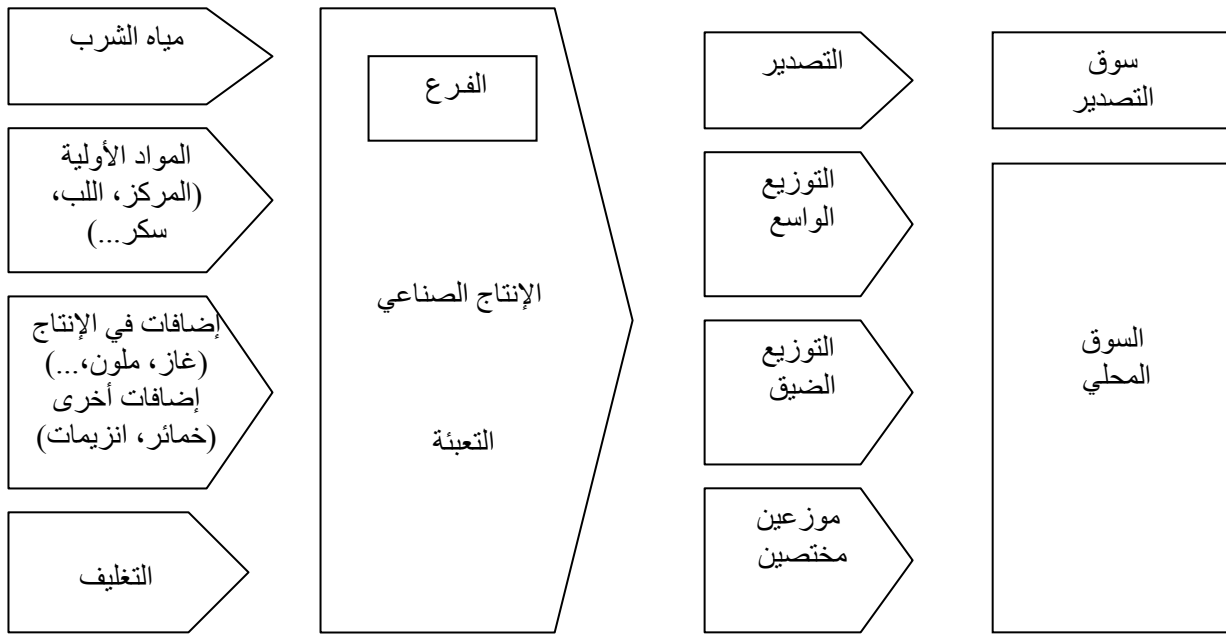 مياه الشرب
المواد الأولية
(المركز، اللب،
سكر...)
إضافات في الإنتاج
(غاز، ملون،...)
إضافات أخرى
(خمائر، انزيمات)
التغليف
الفرع
الإنتاج الصناعي
التعبئة
التصدير
التوزيع
الواسع
التوزيع
الضيق
موزعين
مختصين
سوق
التصدير
السوق
المحلي